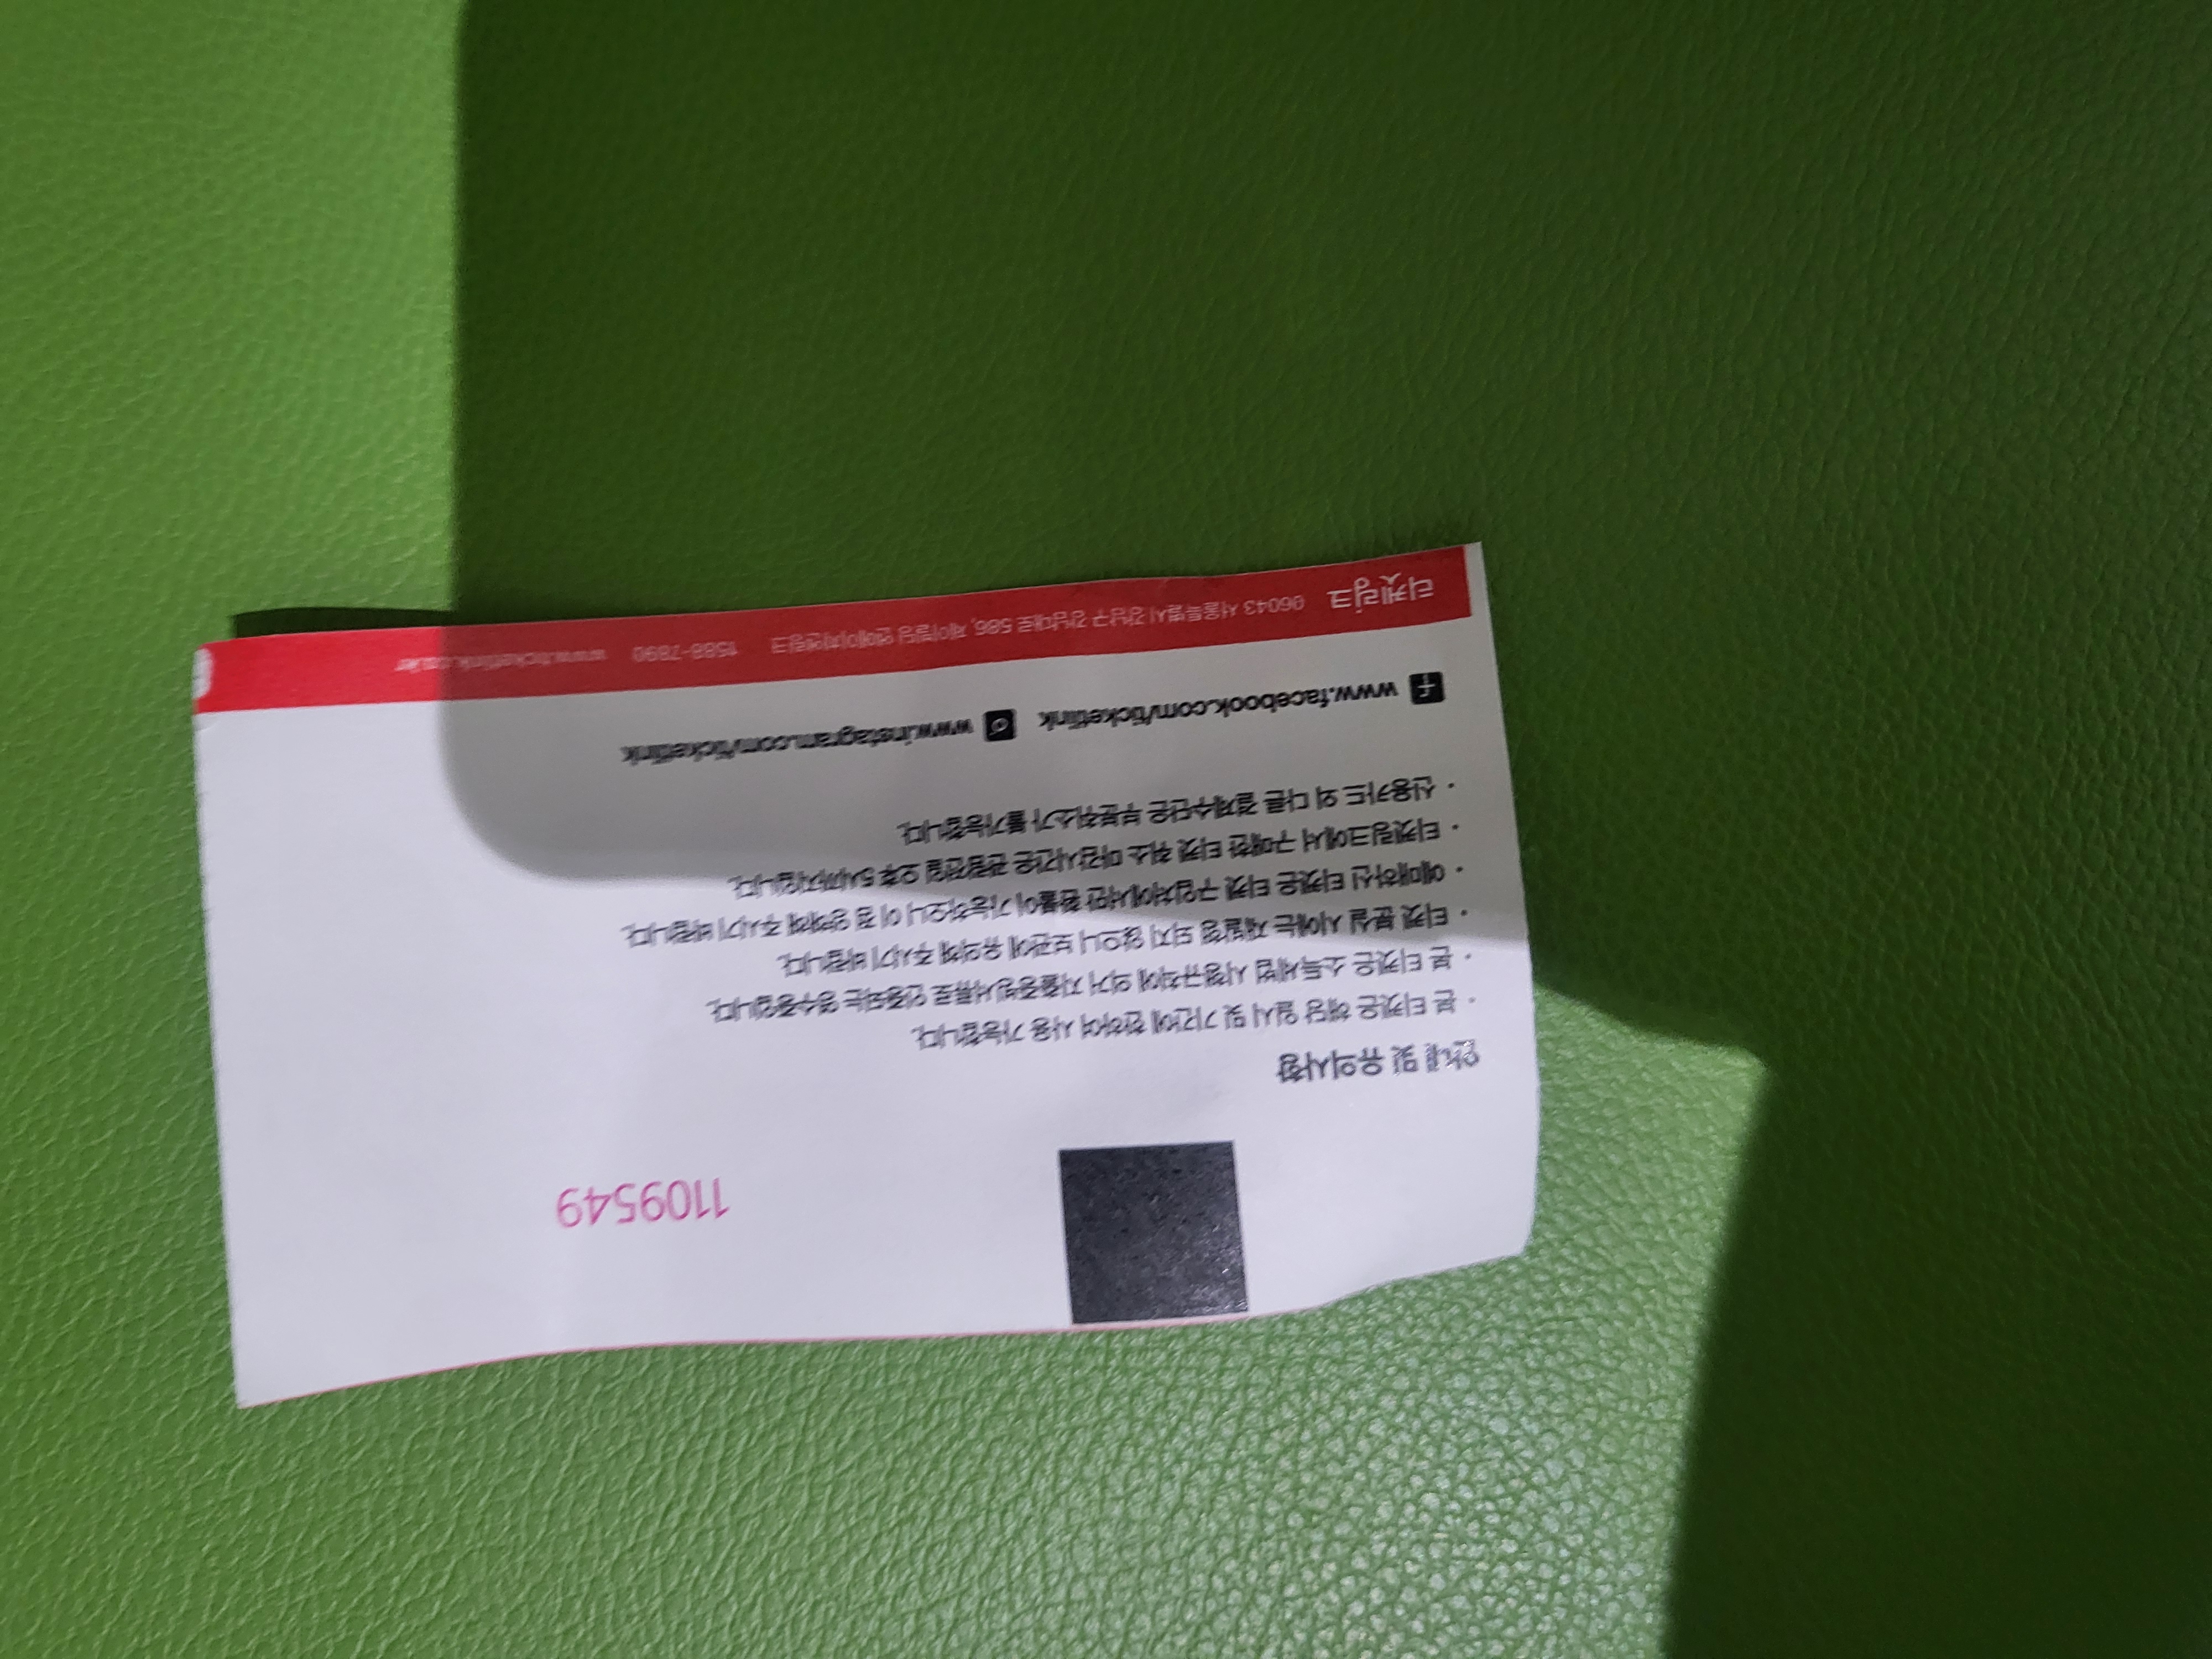 1109549
안내 및 유의사항
· 본 티켓은 해당 일시 및 기간에 한하여 사용 가능합니다.
· 본 티켓은 소득세법 시행규칙에 의거 지출증빙서류로 인증되는 영수증입니다.
· 티켓 분실 시에는 재발행 되지 않으니 보관에 유의해 주시기 바랍니다.
· 예매하신 티켓은 티켓 구입처에서만 환불이 가능하오니 이 점 양해해 주시기 바랍니다.
· 티켓링크에서 구매한 티켓 취소 마감시간은 관람전일 오후 5시까지입니다.
· 신용카드 외 다른 결제수단은 부분취소가 불가능합니다.
www.facebook.com/ticketlink www.instagram.com/ticketlink
티켓링크 06043 서울특별시 강남구 강남대로 586, 제이빌딩 엔에이치엔링크 1588-7890 www.ticketlink.co.kr